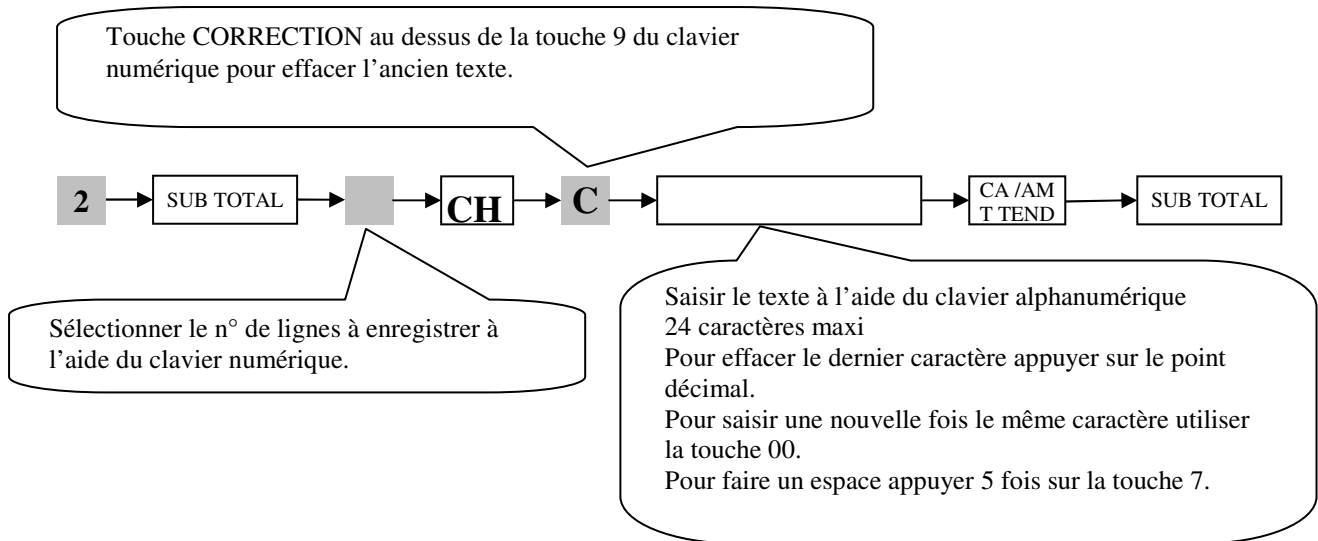 Touche CORRECTION au dessus de la touche 9 du clavier
numérique pour effacer l’ancien texte.
2 SUB TOTAL CH C CA /AM SUB TOTAL
T TEND
Sélectionner le n° de lignes à enregistrer à
l’aide du clavier numérique.
Saisir le texte à l’aide du clavier alphanumérique
24 caractères maxi
Pour effacer le dernier caractère appuyer sur le point
décimal.
Pour saisir une nouvelle fois le même caractère utiliser
la touche 00.
Pour faire un espace appuyer 5 fois sur la touche 7.